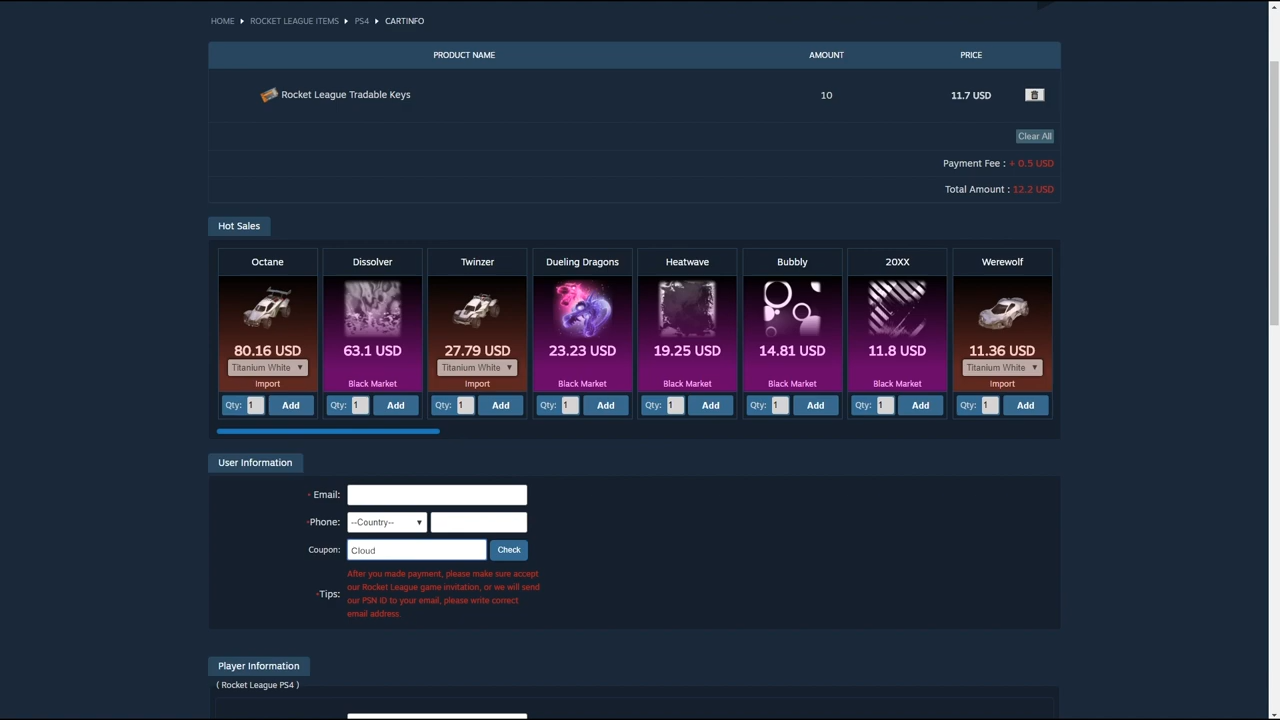 HOME ▸ ROCKET LEAGUE ITEMS ▸ PS4 ▸ CARTINFO
PRODUCT NAME AMOUNT PRICE
Rocket League Tradable Keys 10 11.7 USD
Clear All
Payment Fee : + 0.5 USD
Total Amount : 12.2 USD
Hot Sales
Octane Dissolver Twinzer Dueling Dragons Heatwave Bubbly 20XX Werewolf
80.16 USD 63.1 USD 27.79 USD 23.23 USD 19.25 USD 14.81 USD 11.8 USD 11.36 USD
Titanium White Titanium White Titanium White
Import Black Market Import Black Market Black Market Black Market Black Market Import
Qty: 1 Add Qty: 1 Add Qty: 1 Add Qty: 1 Add Qty: 1 Add Qty: 1 Add Qty: 1 Add Qty: 1 Add
User Information
* Email:
*Phone: --Country--
Coupon: Cloud Check
*Tips: After you made payment, please make sure accept
our Rocket League game invitation, or we will send
our PSN ID to your email, please write correct
email address.
Player Information
( Rocket League PS4 )